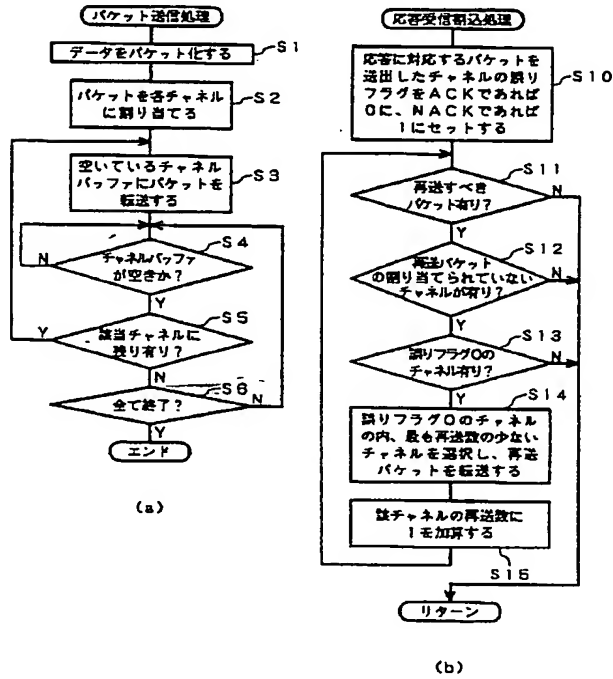 パケット送信処理
データをパケット化する
S1
パケットを各チャネル
に割り当てる
S2
空いているチャネル
バッファにパケットを
転送する
S3
チャネルバッファ
が空きか?
S4
N
Y
該当チャネルに
残り有り?
S5
Y
N
全て終了?
S6
N
Y
エンド
(a)
応答受信割込処理
応答に対応するパケットを
送出したチャネルの誤り
フラグをACKであれば
0に、NACKであれば
1にセットする
S10
再送すべき
パケット有り?
S11
N
Y
再送パケット
の割り当てられていない
チャネルが有り?
S12
N
Y
誤りフラグ0の
チャネル有り?
S13
N
Y
S14
誤りフラグ0のチャネル
の内、最も再送数の少ない
チャネルを選択し、再送
パケットを転送する
該チャネルの再送数に
1を加算する
S15
リターン
(b)